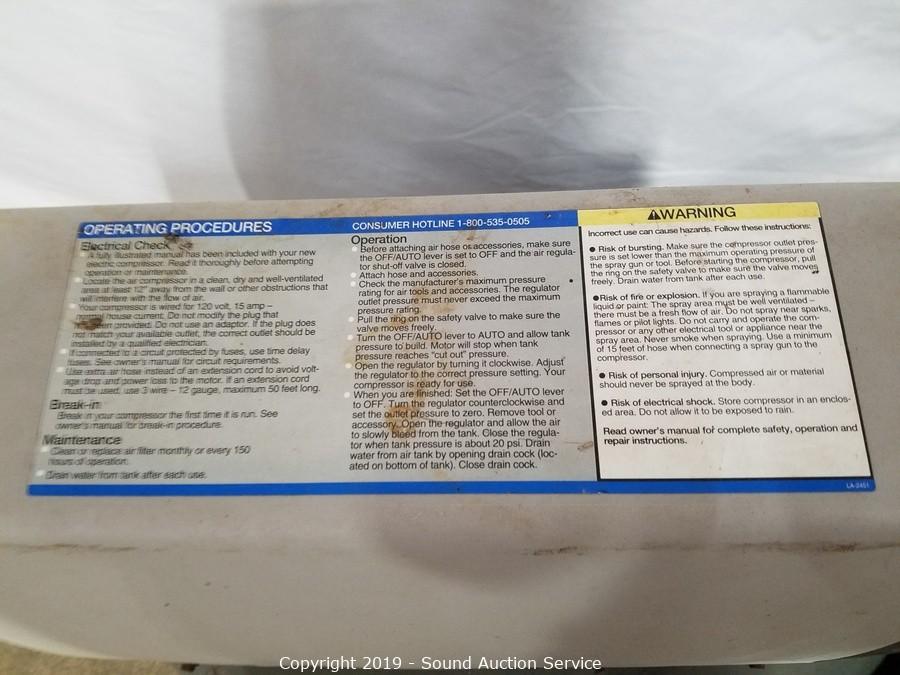 OPERATING PROCEDURES
Electrical Check
A fully illustrated manual has been included with your new
electric compressor. Read it thoroughly before attempting
operation or maintenance.
Locate the air compressor in a clean, dry and well-ventilated
area at least 12" away from the wall or other obstructions that
will interfere with the flow of air.
Your compressor is wired for 120 volt, 15 amp –
normal house current. Do not modify the plug that
been provided. Do not use an adaptor. If the plug does
not match your available outlet, the correct outlet should be
installed by a qualified electrician.
If connected to a circuit protected by fuses, use time delay
fuses. See owner's manual for circuit requirements.
Use extra air hose instead of an extension cord to avoid volt-
age drop and power loss to the motor. If an extension cord
must be used, use 3 wire – 12 gauge, maximum 50 feet long.
Break-in
Break in your compressor the first time it is run. See
owner's manual for break-in procedure.
Maintenance
Clean or replace air filter monthly or every 150
hours of operation.
Drain water from tank after each use.
CONSUMER HOTLINE 1-800-535-0505
Operation
Before attaching air hose or accessories, make sure
the OFF/AUTO lever is set to OFF and the air regula-
tor shut-off valve is closed.
Attach hose and accessories.
Check the manufacturer's maximum pressure
rating for air tools and accessories. The regulator
outlet pressure must never exceed the maximum
pressure rating.
Pull the ring on the safety valve to make sure the
valve moves freely.
Turn the OFF/AUTO lever to AUTO and allow tank
pressure to build. Motor will stop when tank
pressure reaches "cut out" pressure.
Open the regulator by turning it clockwise. Adjust
the regulator to the correct pressure setting. Your
compressor is ready for use.
When you are finished: Set the OFF/AUTO lever
to OFF. Turn the regulator counterclockwise and
set the outlet pressure to zero. Remove tool or
accessory. Open the regulator and allow the air
to slowly bleed from the tank. Close the regula-
tor when tank pressure is about 20 psi. Drain
water from air tank by opening drain cock (loc-
ated on bottom of tank). Close drain cock.
⚠WARNING
Incorrect use can cause hazards. Follow these instructions:
● Risk of bursting. Make sure the compressor outlet pres-
sure is set lower than the maximum operating pressure of
the spray gun or tool. Before starting the compressor, pull
the ring on the safety valve to make sure the valve moves
freely. Drain water from tank after each use.
●Risk of fire or explosion. If you are spraying a flammable
liquid or paint: The spray area must be well ventilated –
there must be a fresh flow of air. Do not spray near sparks,
flames or pilot lights. Do not carry and operate the com-
pressor or any other electrical tool or appliance near the
spray area. Never smoke when spraying. Use a minimum
of 15 feet of hose when connecting a spray gun to the
compressor.
● Risk of personal injury. Compressed air or material
should never be sprayed at the body.
● Risk of electrical shock. Store compressor in an enclos-
ed area. Do not allow it to be exposed to rain.
Read owner's manual for complete safety, operation and
repair instructions.
LA-2451
Copyright 2019 - Sound Auction Service